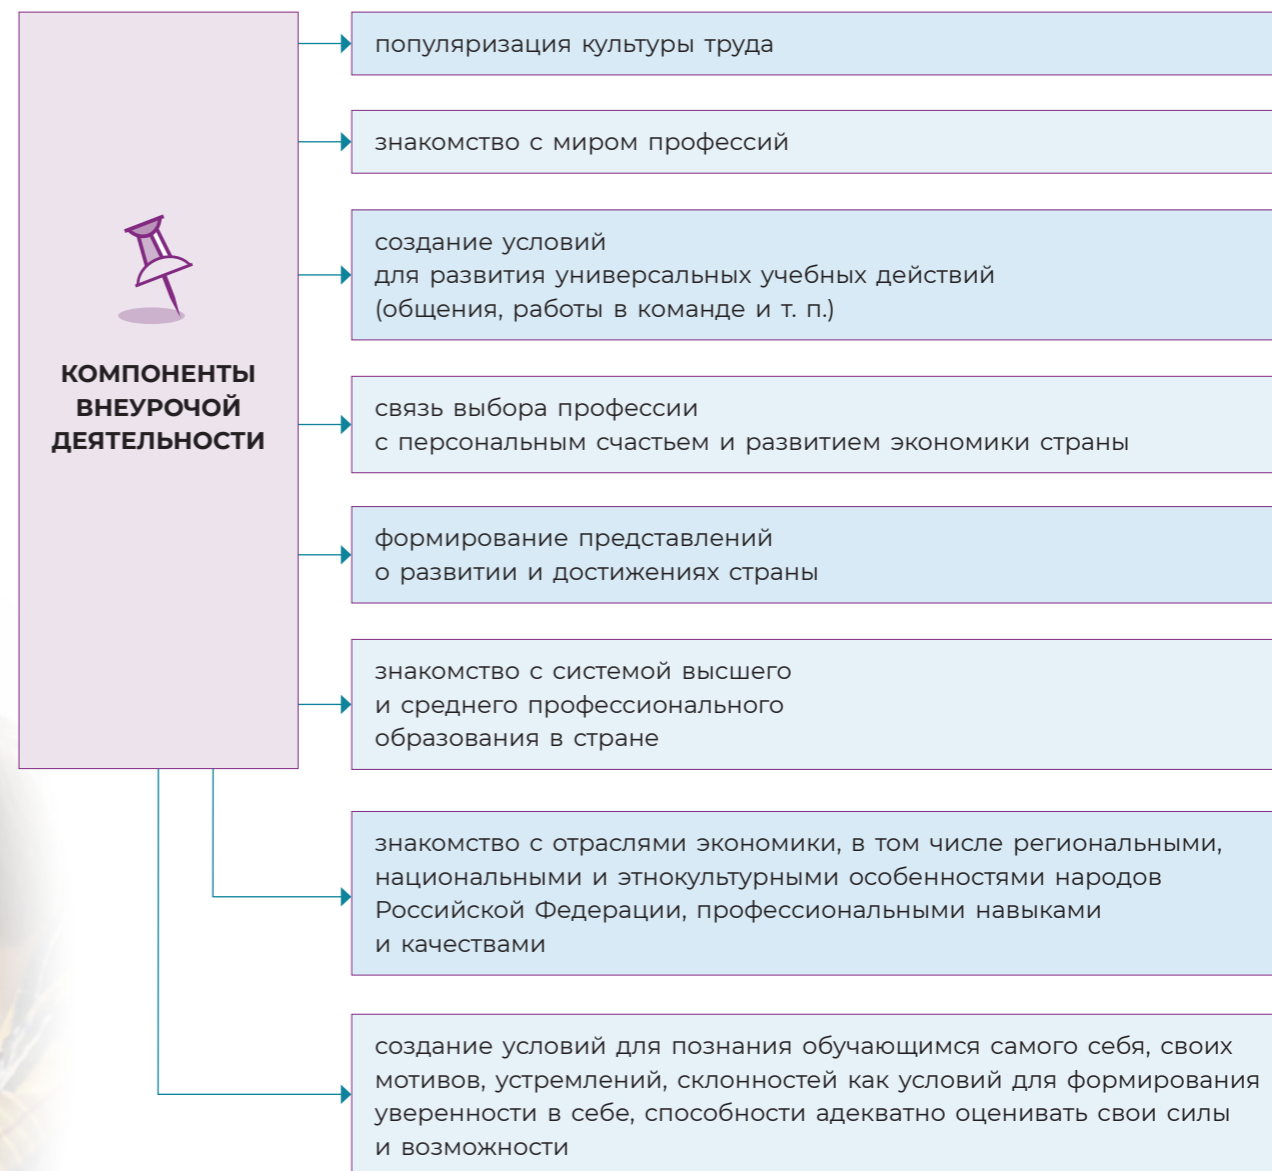 КОМПОНЕНТЫ
ВНЕУРОЧОЙ
ДЕЯТЕЛЬНОСТИ
популяризация культуры труда
знакомство с миром профессий
создание условий
для развития универсальных учебных действий
(общения, работы в команде и т. п.)
связь выбора профессии
с персональным счастьем и развитием экономики страны
формирование представлений
о развитии и достижениях страны
знакомство с системой высшего
и среднего профессионального
образования в стране
знакомство с отраслями экономики, в том числе региональными,
национальными и этнокультурными особенностями народов
Российской Федерации, профессиональными навыками
и качествами
создание условий для познания обучающимся самого себя, своих
мотивов, устремлений, склонностей как условий для формирования
уверенности в себе, способности адекватно оценивать свои силы
и возможности